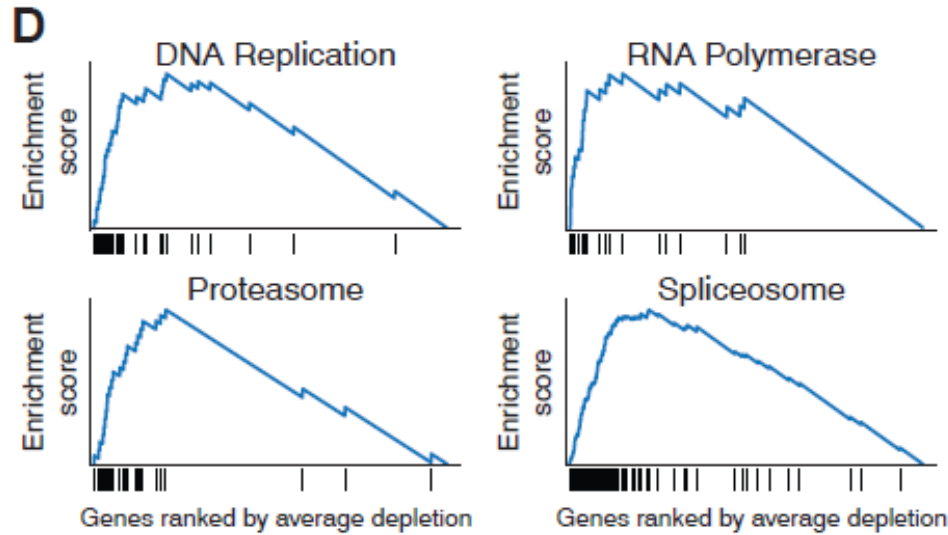 D
DNA Replication
Enrichment
score
RNA Polymerase
Enrichment
score
Proteasome
Enrichment
score
Genes ranked by average depletion
Spliceosome
Enrichment
score
Genes ranked by average depletion